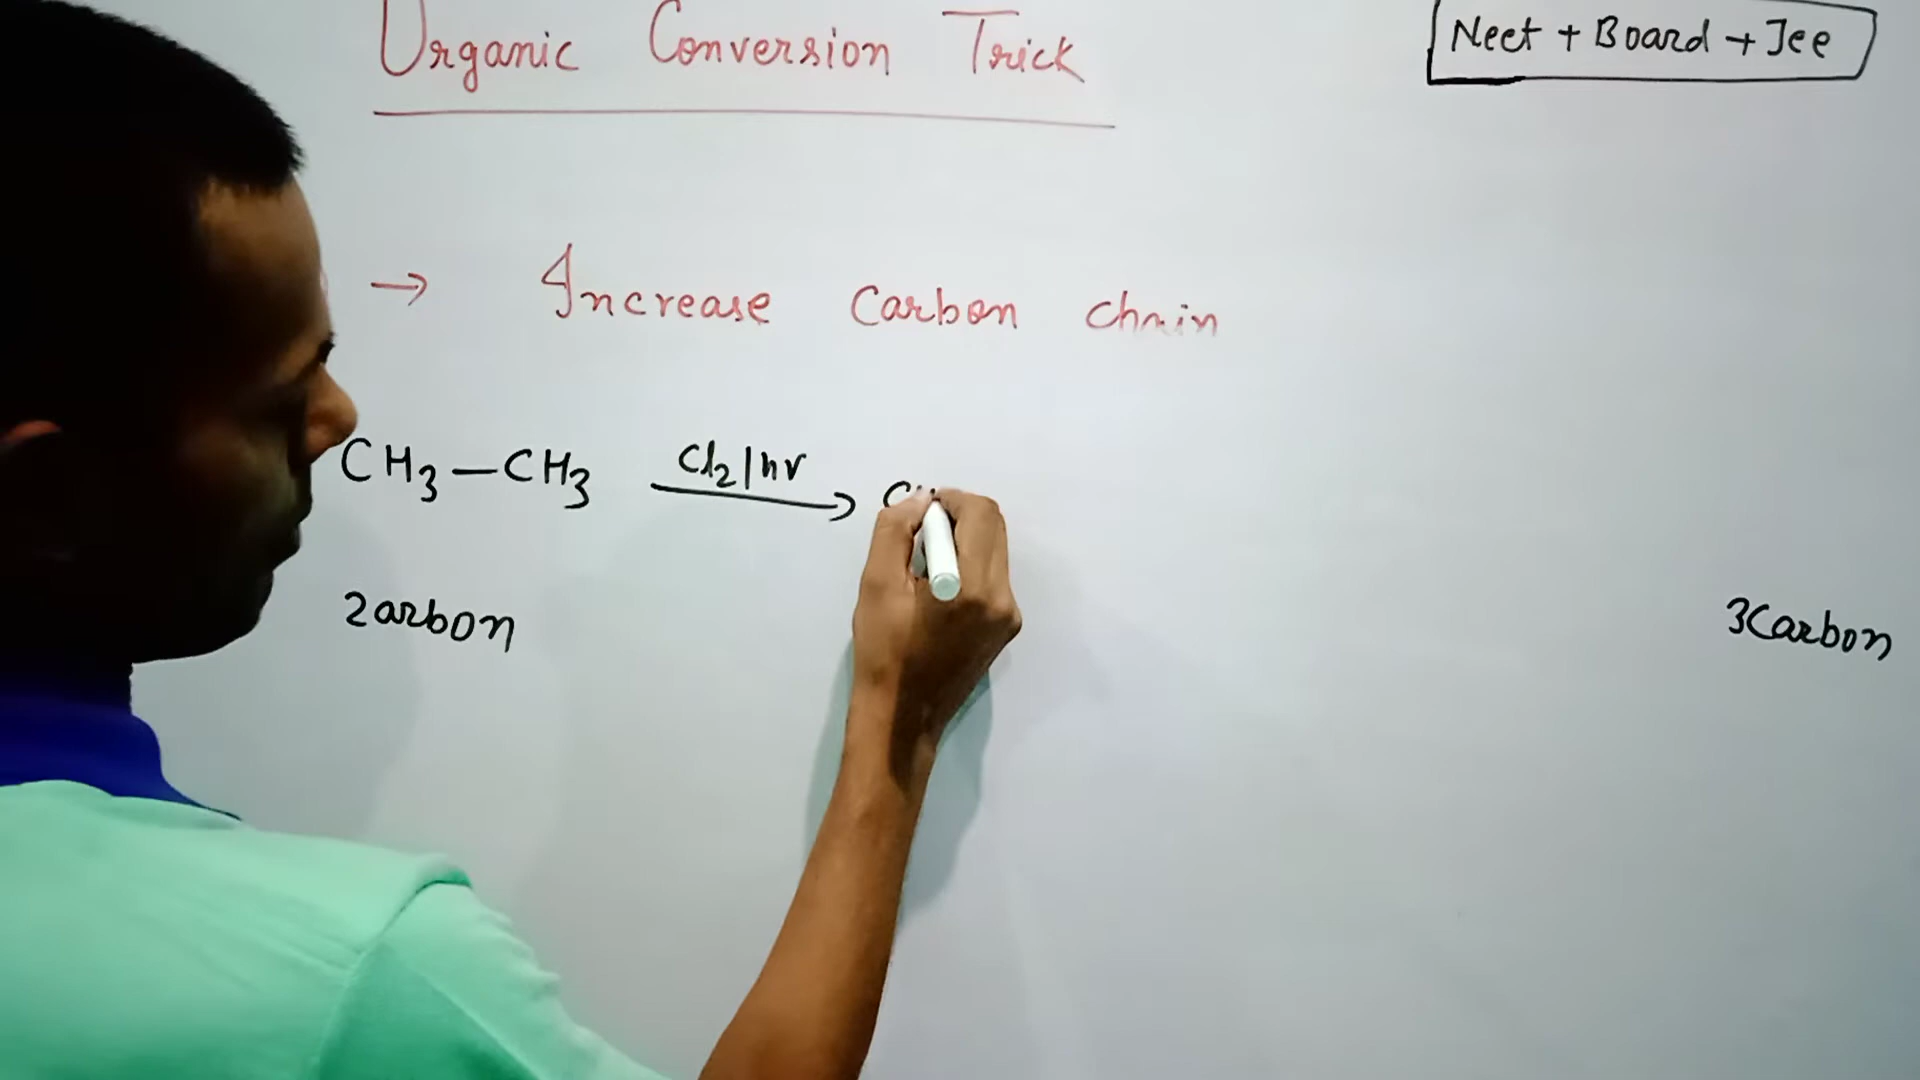 Organic Conversion Trick
Neet + Board + Jee
→ Increase Carbon chain
CH3—CH3 Cl2/hv →
2arbon
3Carbon